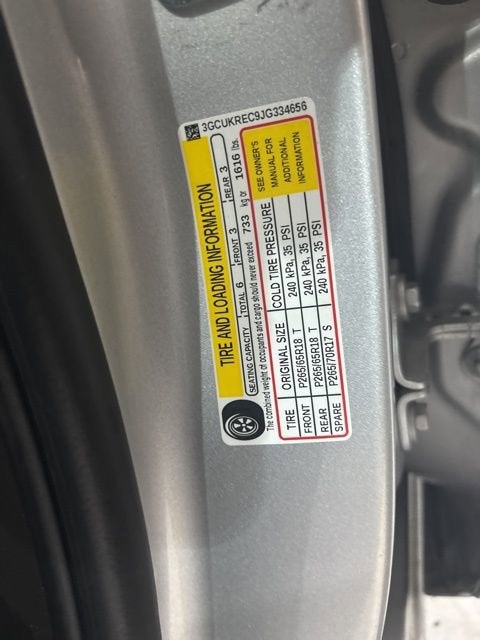 3GCUKREC9JG334656
TIRE AND LOADING INFORMATION
SEATING CAPACITY TOTAL 6 FRONT 3 REAR 3
The combined weight of occupants and cargo should never exceed 733 kg or 1616 lbs.
TIRE ORIGINAL SIZE COLD TIRE PRESSURE
FRONT P265/65R18 T 240 kPa, 35 PSI
REAR P265/65R18 T 240 kPa, 35 PSI
SPARE P265/70R17 S 240 kPa, 35 PSI
SEE OWNER'S
MANUAL FOR
ADDITIONAL
INFORMATION